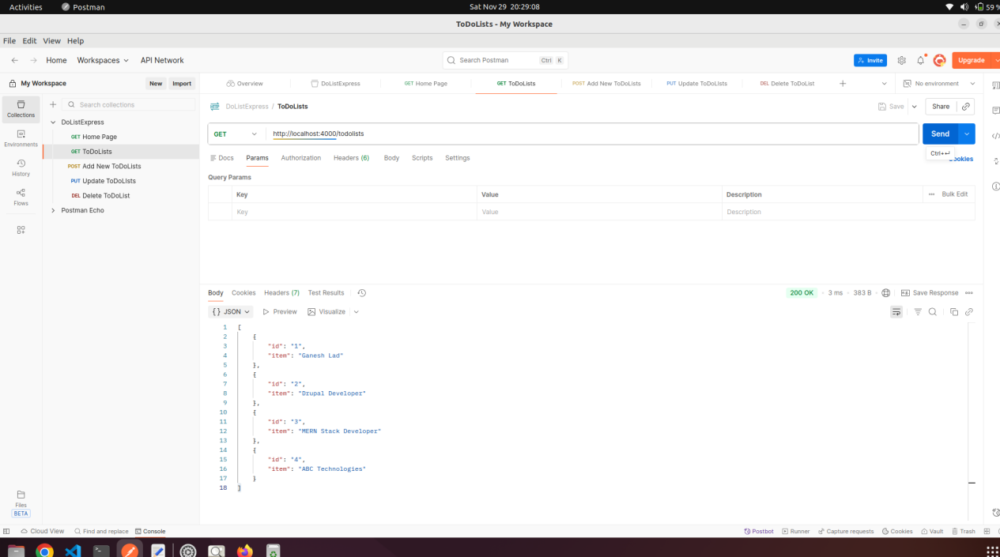 Activities Postman Sat Nov 29 20:29:08 59 %
ToDoLists - My Workspace
File Edit View Help
Home Workspaces API Network Search Postman Ctrl K Invite Upgrade
My Workspace New Import Overview DoListExpress GET Home Page GET ToDoLists POST Add New ToDoLists PUT Update ToDoLists DEL Delete ToDoList No environment
Collections
Environments
History
Flows
Search collections
DoListExpress
GET Home Page
GET ToDoLists
POST Add New ToDoLists
PUT Update ToDoLists
DEL Delete ToDoList
Postman Echo
Files
BETA
DoListExpress / ToDoLists Save Share
GET http://localhost:4000/todolists Send
Ctrl+↵
Docs Params Authorization Headers (6) Body Scripts Settings ookies
Query Params
Key Value Description Bulk Edit
Key Value Description
Body Cookies Headers (7) Test Results 200 OK 3 ms 383 B Save Response
{ } JSON Preview Visualize
1 [
2 {
3 "id": "1",
4 "item": "Ganesh Lad"
5 },
6 {
7 "id": "2",
8 "item": "Drupal Developer"
9 },
10 {
11 "id": "3",
12 "item": "MERN Stack Developer"
13 },
14 {
15 "id": "4",
16 "item": "ABC Technologies"
17 }
18 ]
Cloud View Find and replace Console Postbot Runner Capture requests Cookies Vault Trash